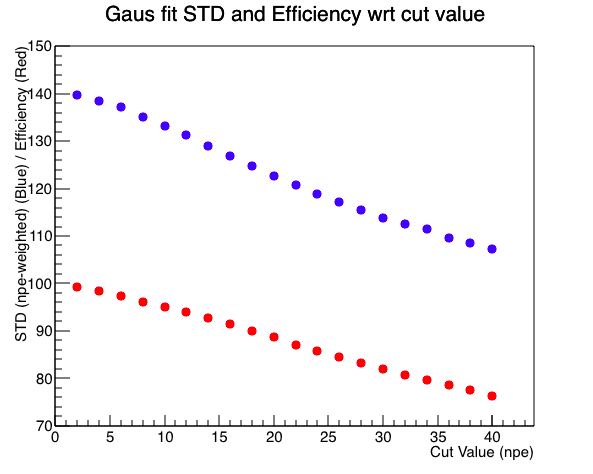 Gaus fit STD and Efficiency wrt cut value
STD (npe-weighted) (Blue) / Efficiency (Red)
150
140
130
120
110
100
90
80
70
0 5 10 15 20 25 30 35 40
Cut Value (npe)